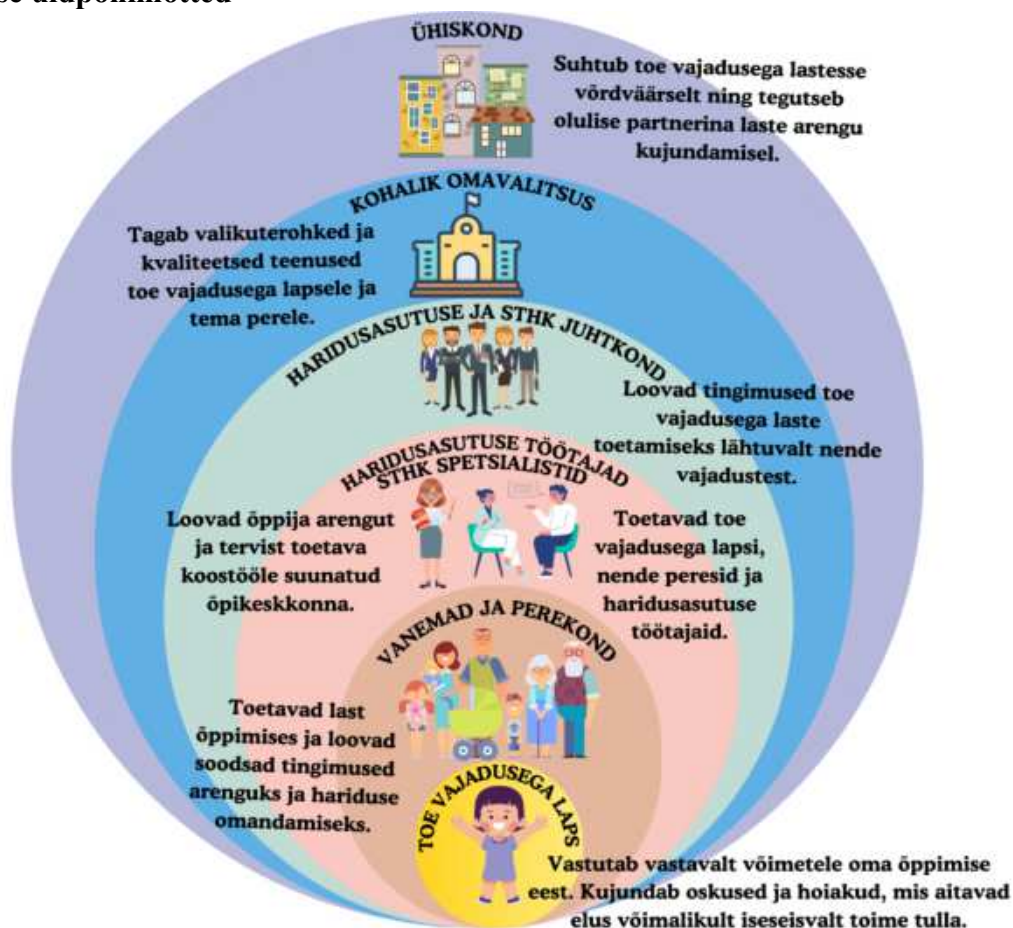 ÜHISKOND
Suhtub toe vajadusega lastesse
võrdväärselt ning tegutseb
olulise partnerina laste arengu
kujundamisel.
KOHALIK OMAVALITSUS
Tagab valikuterohked ja
kvaliteetsed teenused
toe vajadusega lapsele ja
tema perele.
HARIDUSASUTUSE JA STHK JUHTKOND
Loovad tingimused toe
vajadusega laste
toetamiseks lähtuvalt nende
vajadustest.
HARIDUSASUTUSE TÖÖTAJAD
STHK SPETSIALISTID
Loovad õppija arengut
ja tervist toetava
koostööle suunatud
õpikeskkonna.
Toetavad toe
vajadusega lapsi,
nende peresid ja
haridusasutuse
töötajaid.
VANEMAD JA PEREKOND
Toetavad last
õppimises ja loovad
soodsad tingimused
arenguks ja hariduse
omandamiseks.
TOE VAJADUSEGA LAPS
Vastutab vastavalt võimetele oma õppimise
eest. Kujundab oskused ja hoiakud, mis aitavad
elus võimalikult iseseisvalt toime tulla.